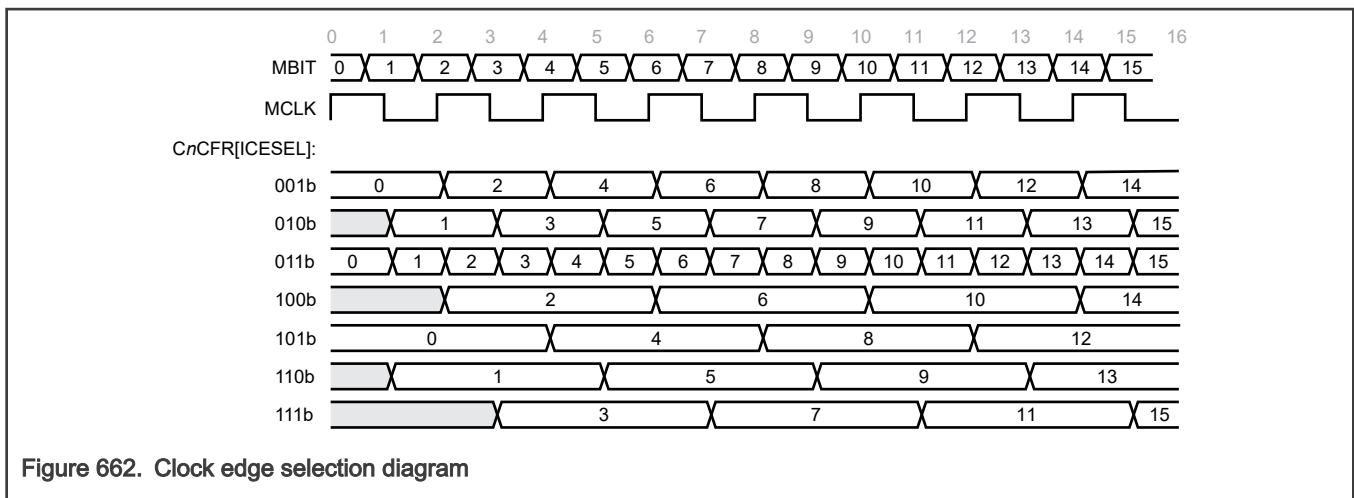 0 1 2 3 4 5 6 7 8 9 10 11 12 13 14 15 16
MBIT 0 1 2 3 4 5 6 7 8 9 10 11 12 13 14 15
MCLK
CnCFR[ICESEL]:
001b 0 2 4 6 8 10 12 14
010b 1 3 5 7 9 11 13 15
011b 0 1 2 3 4 5 6 7 8 9 10 11 12 13 14 15
100b 2 6 10 14
101b 0 4 8 12
110b 1 5 9 13
111b 3 7 11 15
Figure 662. Clock edge selection diagram